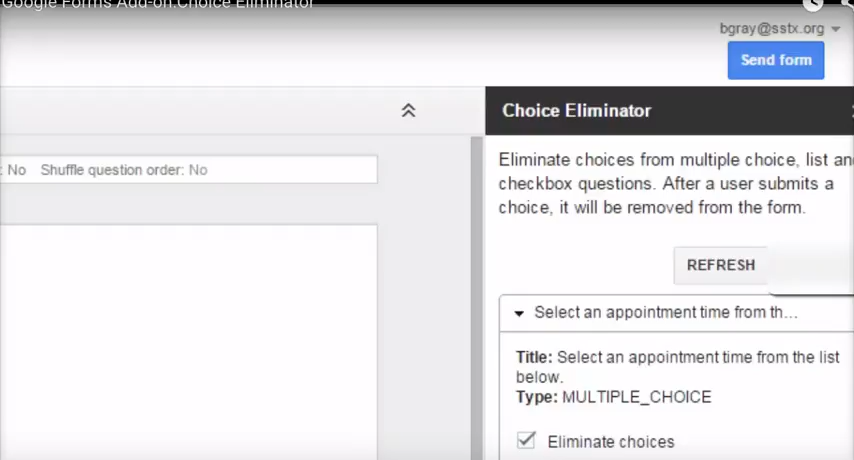 Google Forms Add-on:Choice Eliminator
bgray@sstx.org
Send form
Choice Eliminator
: No Shuffle question order: No
Eliminate choices from multiple choice, list an
checkbox questions. After a user submits a
choice, it will be removed from the form.
REFRESH
Select an appointment time from th...
Title: Select an appointment time from the list
below.
Type: MULTIPLE_CHOICE
Eliminate choices